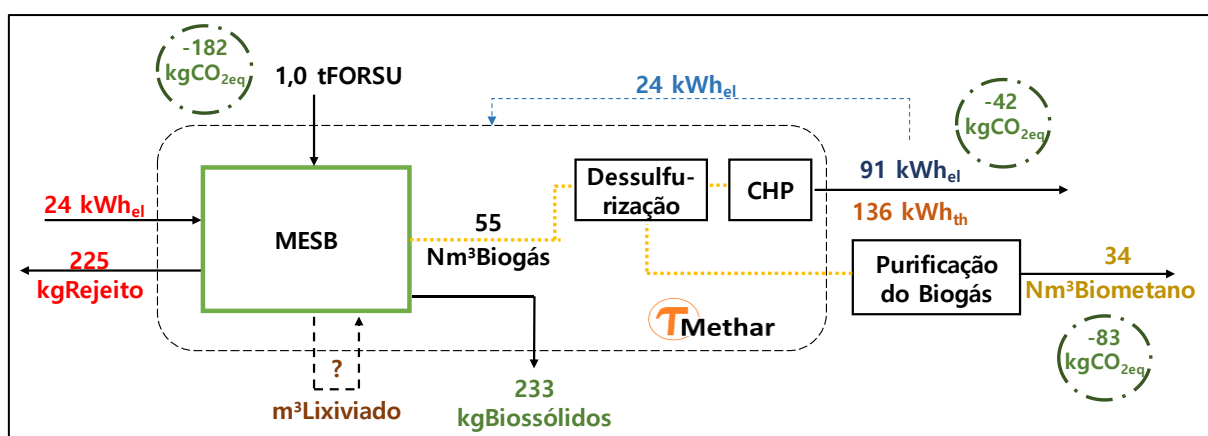 -182
kgCO2eq
1,0 tFORSU
24 kWhel
-42
kgCO2eq
Dessulfu-
rização
CHP
91 kWhel
136 kWhth
24 kWhel
MESB
55
Nm³Biogás
225
kgRejeito
Purificação
do Biogás
34
Nm³Biometano
Methar
?
m³Lixiviado
233
kgBiossólidos
-83
kgCO2eq